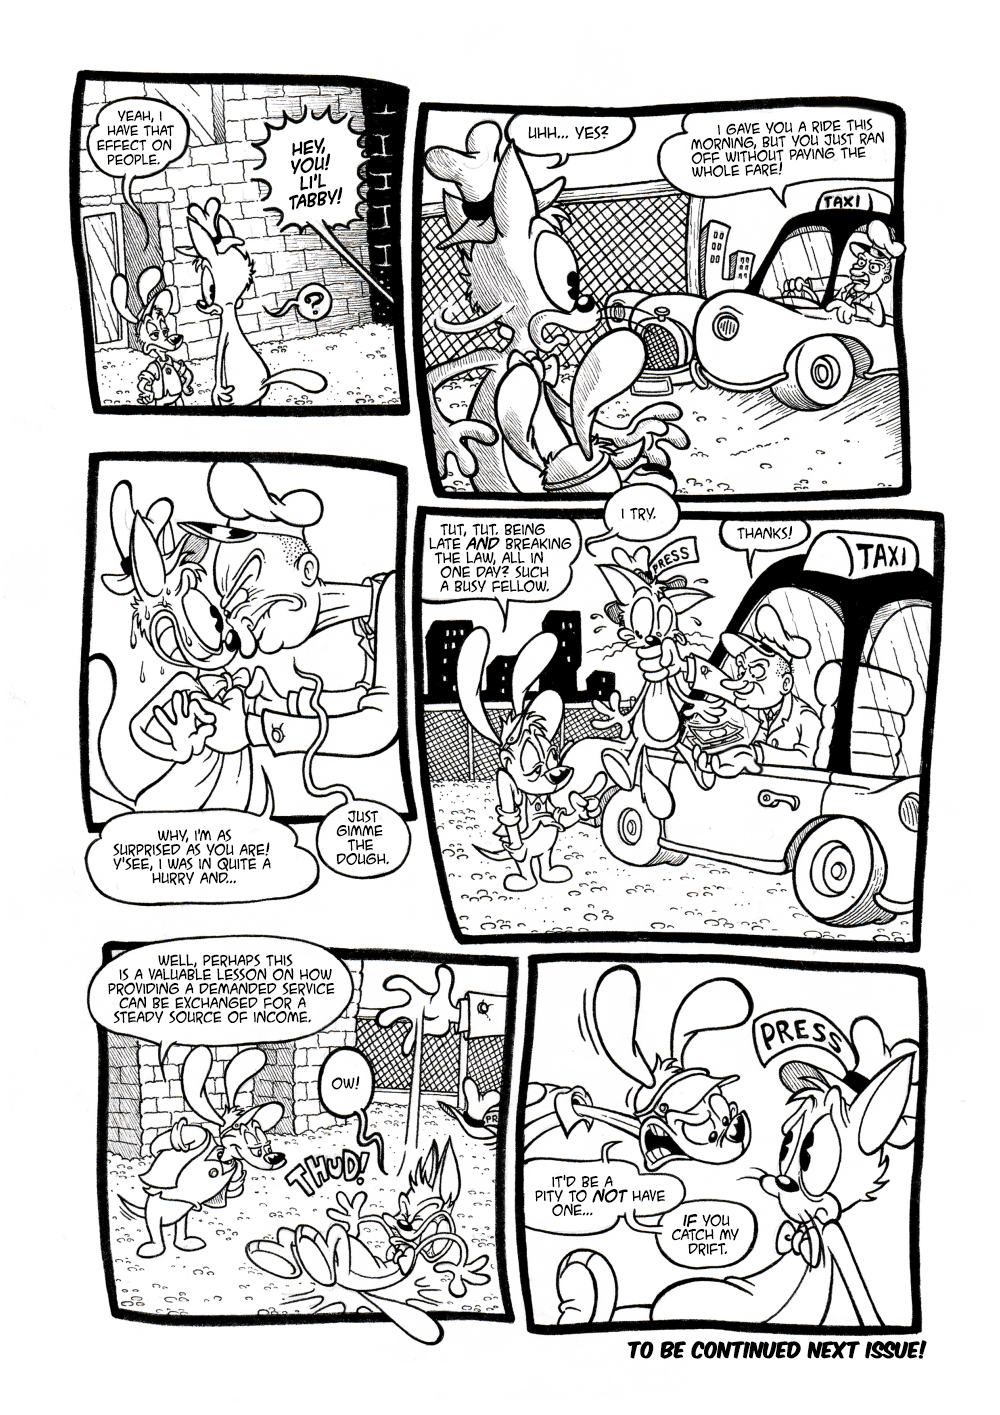 YEAH, I
HAVE THAT
EFFECT ON
PEOPLE.
HEY,
YOU!
LI'L
TABBY!
?
UHH... YES?
I GAVE YOU A RIDE THIS
MORNING, BUT YOU JUST RAN
OFF WITHOUT PAYING THE
WHOLE FARE!
TAXI
WHY, I'M AS
SURPRISED AS YOU ARE!
Y'SEE, I WAS IN QUITE A
HURRY AND...
JUST
GIMME
THE
DOUGH.
TUT, TUT. BEING
LATE AND BREAKING
THE LAW, ALL IN
ONE DAY? SUCH
A BUSY FELLOW.
I TRY.
PRESS
THANKS!
TAXI
WELL, PERHAPS THIS
IS A VALUABLE LESSON ON HOW
PROVIDING A DEMANDED SERVICE
CAN BE EXCHANGED FOR A
STEADY SOURCE OF INCOME.
OW!
THUD!
PR
PRESS
IT'D BE A
PITY TO NOT HAVE
ONE...
IF YOU
CATCH MY
DRIFT.
TO BE CONTINUED NEXT ISSUE!